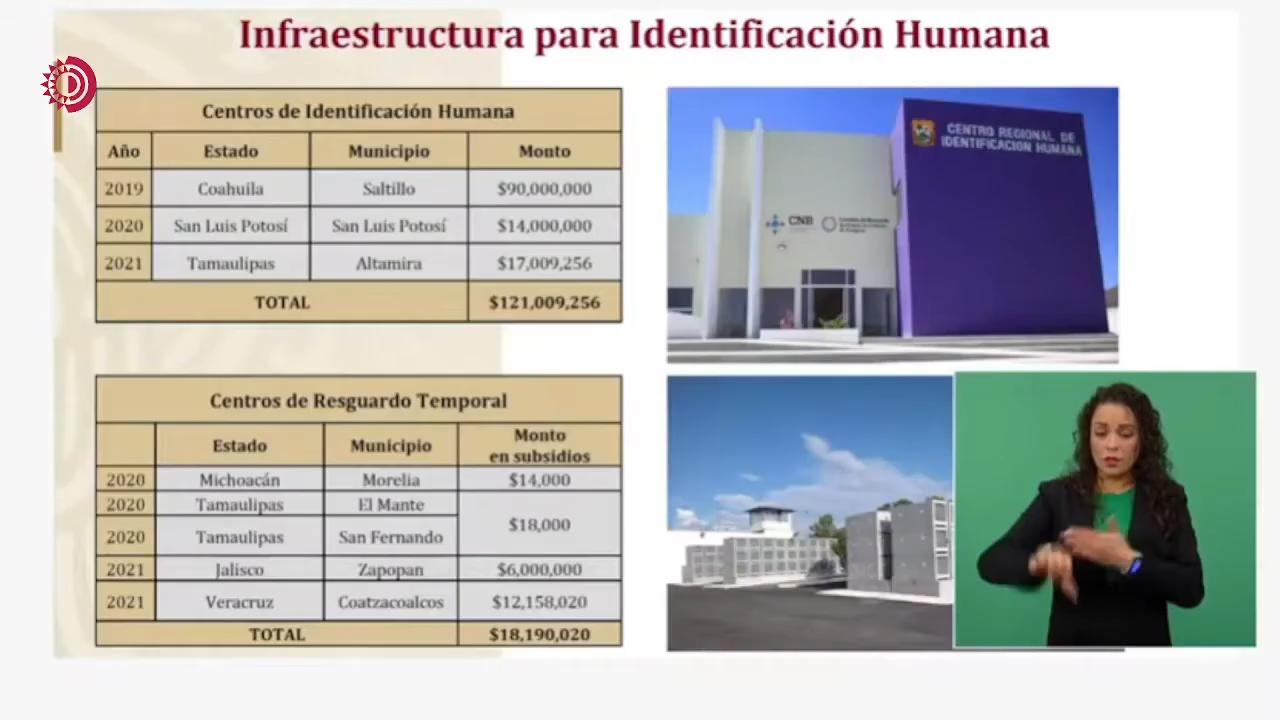 Infraestructura para Identificación Humana
Centros de Identificación Humana
Año Estado Municipio Monto
2019 Coahuila Saltillo $90,000,000
2020 San Luis Potosí San Luis Potosí $14,000,000
2021 Tamaulipas Altamira $17,009,256
TOTAL $121,009,256
CENTRO REGIONAL DE
IDENTIFICACIÓN HUMANA
CNB
Centros de Resguardo Temporal
Estado Municipio Monto
en subsidios
2020 Michoacán Morelia $14,000
2020 Tamaulipas El Mante
$18,000
2020 Tamaulipas San Fernando
2021 Jalisco Zapopan $6,000,000
2021 Veracruz Coatzacoalcos $12,158,020
TOTAL $18,190,020